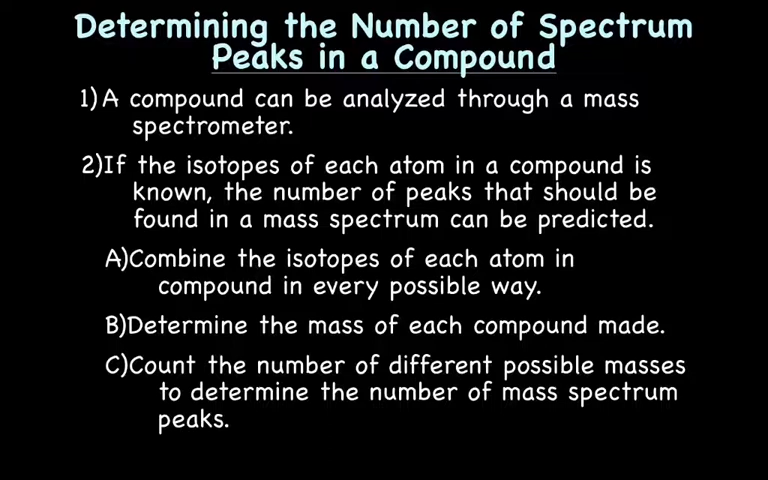 Determining the Number of Spectrum
Peaks in a Compound
1) A compound can be analyzed through a mass
spectrometer.
2)If the isotopes of each atom in a compound is
known, the number of peaks that should be
found in a mass spectrum can be predicted.
A)Combine the isotopes of each atom in
compound in every possible way.
B)Determine the mass of each compound made.
C)Count the number of different possible masses
to determine the number of mass spectrum
peaks.